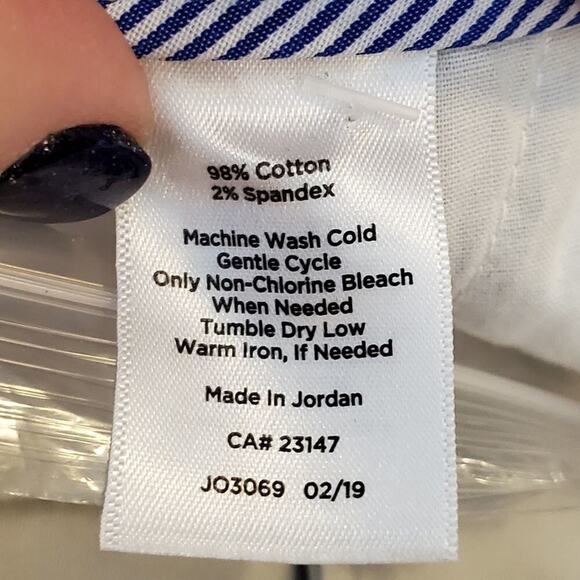 98% Cotton
2% Spandex
Machine Wash Cold
Gentle Cycle
Only Non-Chlorine Bleach
When Needed
Tumble Dry Low
Warm Iron, If Needed
Made In Jordan
CA# 23147
JO3069 02/19